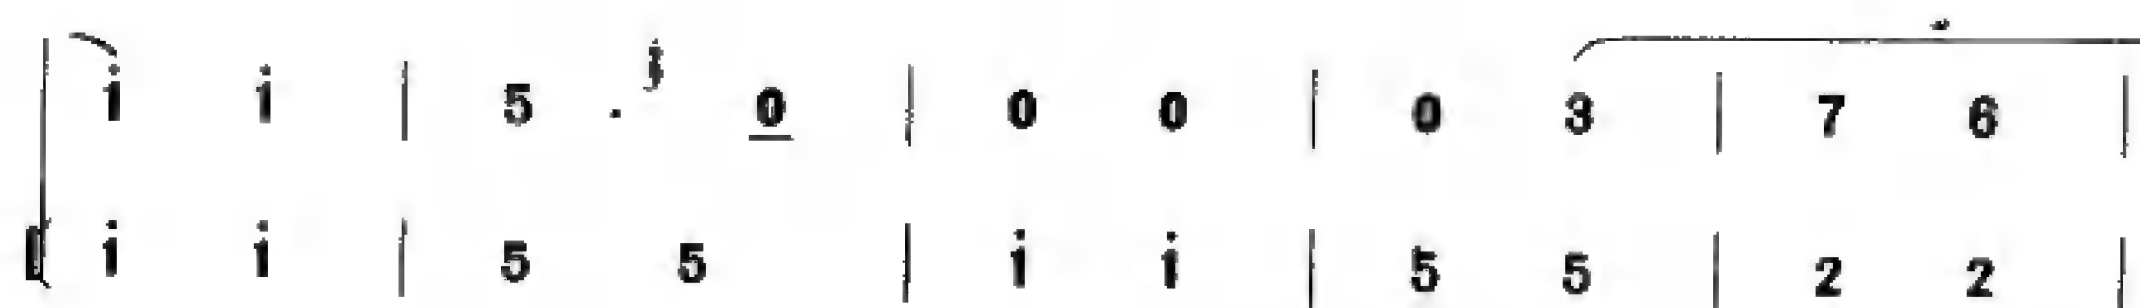 i̇ i̇ | 5 . 0 | 0 0 | 0 3 | 7 6 |
i̇ i̇ | 5 5 | i̇ i̇ | 5 5 | 2 2 |